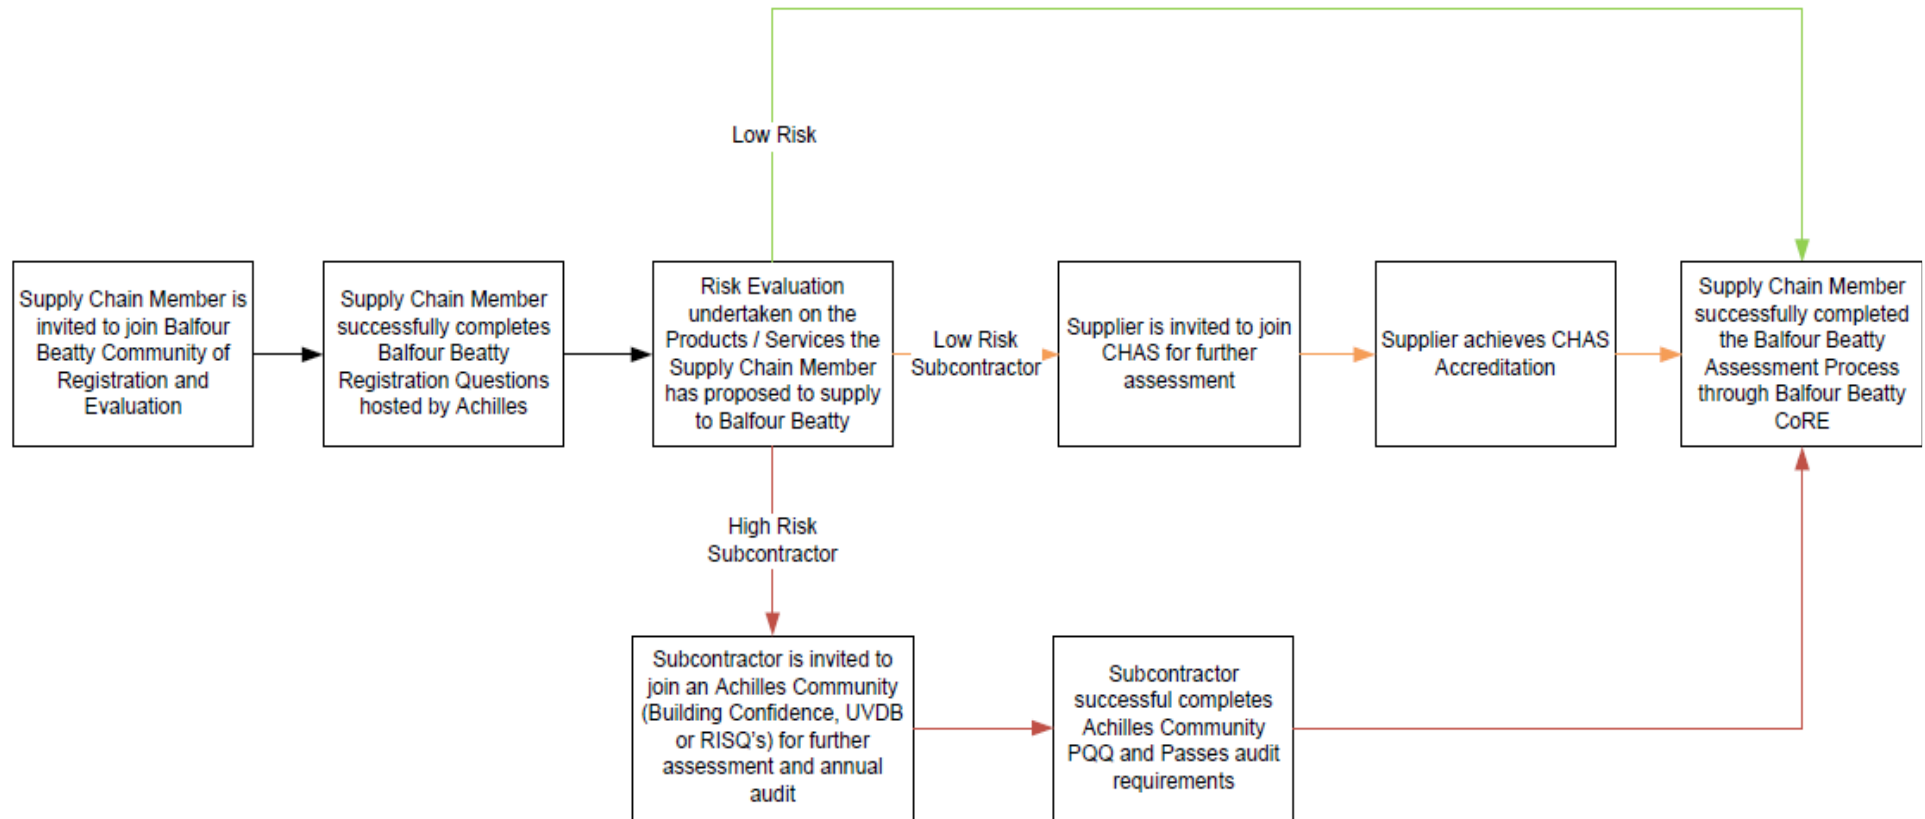 Low Risk
Supply Chain Member is
invited to join Balfour
Beatty Community of
Registration and
Evaluation
Supply Chain Member
successfully completes
Balfour Beatty
Registration Questions
hosted by Achilles
Risk Evaluation
undertaken on the
Products / Services the
Supply Chain Member
has proposed to supply
to Balfour Beatty
Low Risk
Subcontractor
Supplier is invited to join
CHAS for further
assessment
Supplier achieves CHAS
Accreditation
Supply Chain Member
successfully completed
the Balfour Beatty
Assessment Process
through Balfour Beatty
CoRE
High Risk
Subcontractor
Subcontractor is invited to
join an Achilles Community
(Building Confidence, UVDB
or RISQ's) for further
assessment and annual
audit
Subcontractor
successful completes
Achilles Community
PQQ and Passes audit
requirements